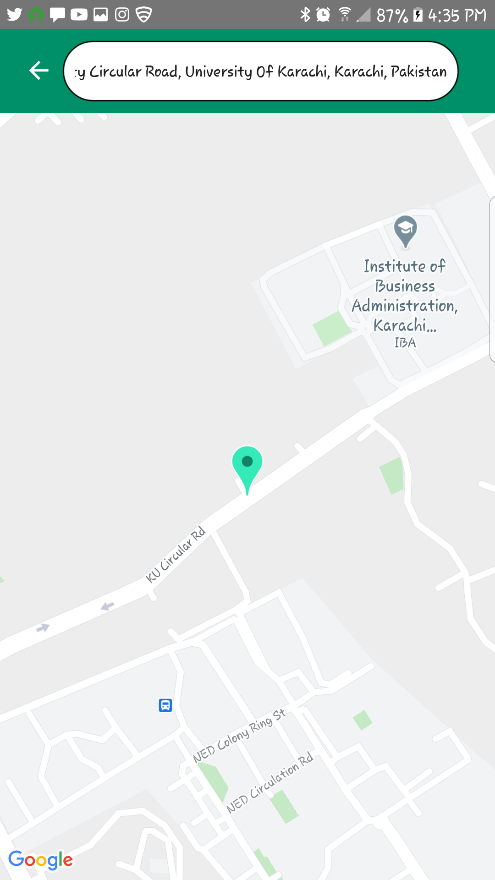 87% 4:35 PM
:y Circular Road, University Of Karachi, Karachi, Pakistan
Institute of
Business
Administration,
Karachi...
IBA
KU Circular Rd
NED Colony Ring St
NED Circulation Rd
Google